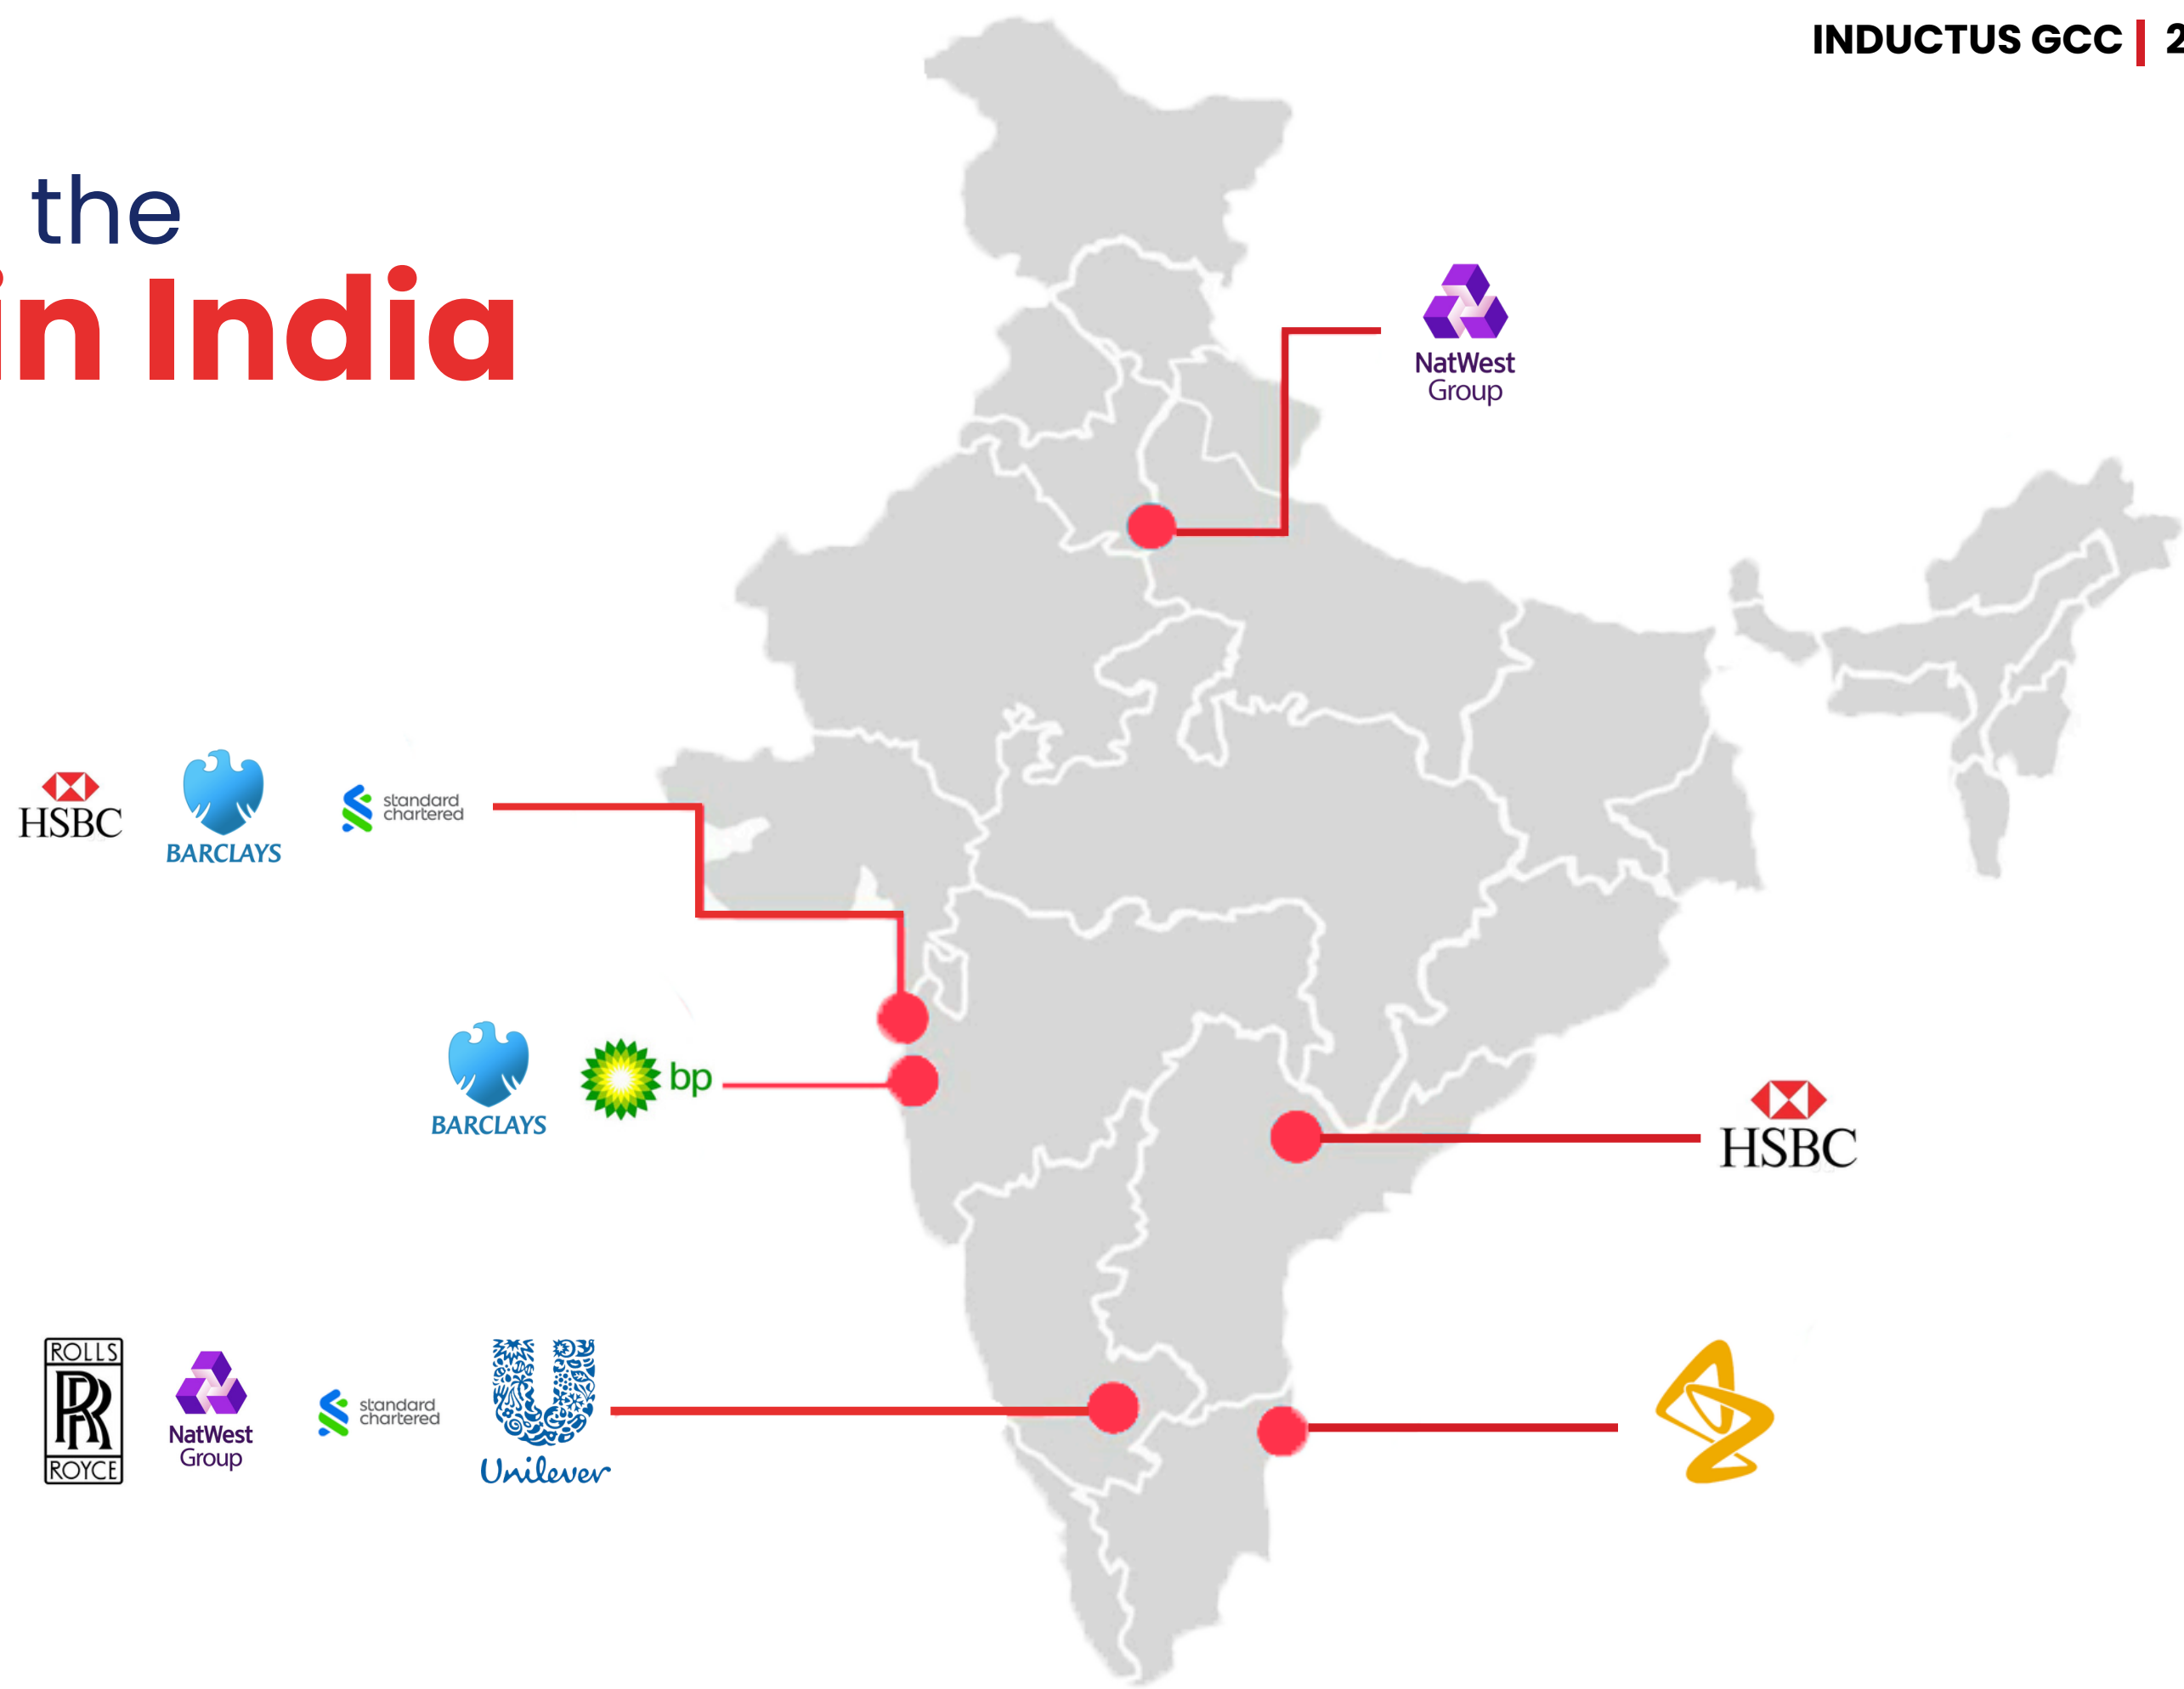 INDUCTUS GCC | 2
the
in India
NatWest
Group
HSBC
BARCLAYS
standard
chartered
BARCLAYS
bp
HSBC
ROLLS
RR
ROYCE
NatWest
Group
standard
chartered
Unilever